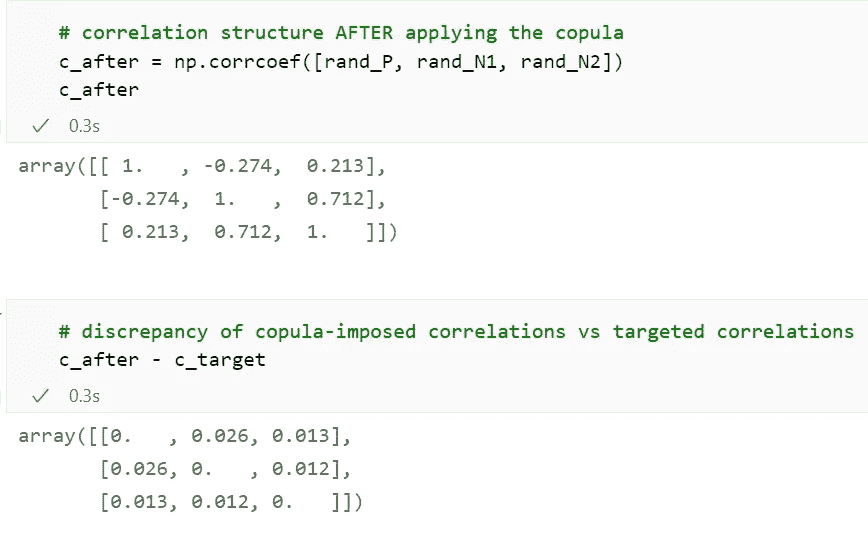 # correlation structure AFTER applying the copula
c_after = np.corrcoef([rand_P, rand_N1, rand_N2])
c_after
✓ 0.3s
array([[ 1.   , -0.274,  0.213],
       [-0.274,  1.   ,  0.712],
       [ 0.213,  0.712,  1.   ]])
# discrepancy of copula-imposed correlations vs targeted correlations
c_after - c_target
✓ 0.3s
array([[0.   , 0.026, 0.013],
       [0.026, 0.   , 0.012],
       [0.013, 0.012, 0.   ]])